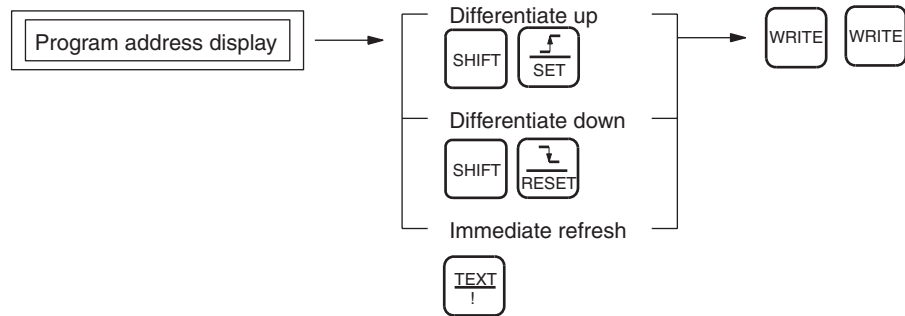 Program address display
Differentiate up
SHIFT
SET
WRITE
WRITE
Differentiate down
SHIFT
RESET
Immediate refresh
TEXT
!